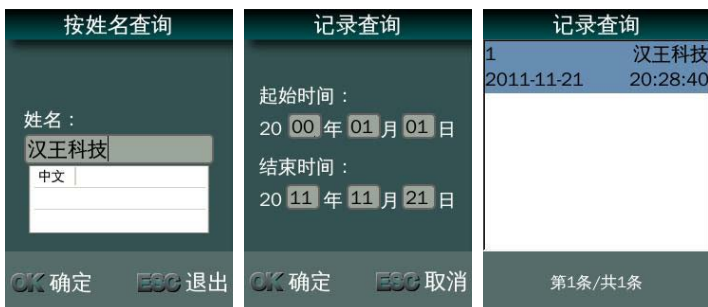 按姓名查询
姓名：
汉王科技
中文
OK 确定 ESC 退出
记录查询
起始时间：
20 00 年 01 月 01 日
结束时间：
20 11 年 11 月 21 日
OK 确定 ESC 取消
记录查询
1 汉王科技
2011-11-21 20:28:40
第1条/共1条